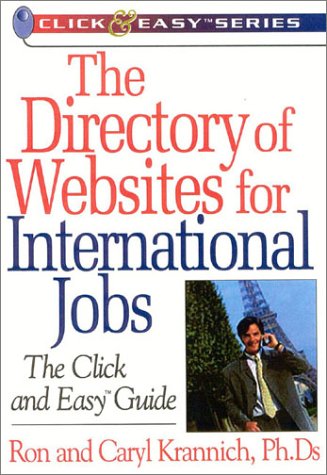 CLICK & EASY™ SERIES
The
Directory of
Websites for
International
Jobs
The Click
and Easy™ Guide
Ron and Caryl Krannich, Ph.Ds